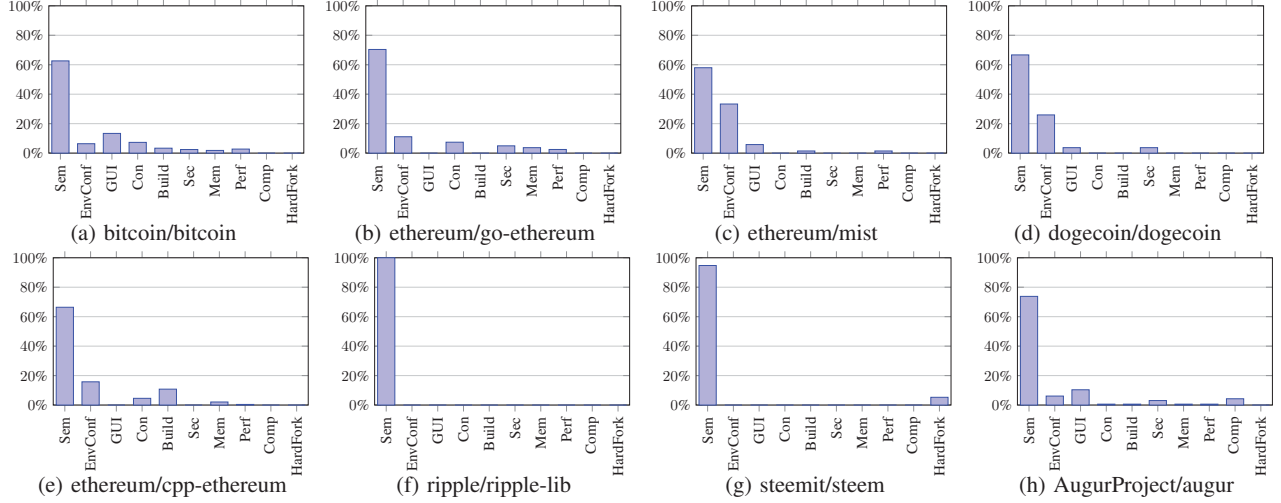 100%
80%
60%
40%
20%
0%
Sem
EnvConf
GUI
Con
Build
Sec
Mem
Perf
Comp
HardFork
(a) bitcoin/bitcoin
100%
80%
60%
40%
20%
0%
Sem
EnvConf
GUI
Con
Build
Sec
Mem
Perf
Comp
HardFork
(b) ethereum/go-ethereum
100%
80%
60%
40%
20%
0%
Sem
EnvConf
GUI
Con
Build
Sec
Mem
Perf
Comp
HardFork
(c) ethereum/mist
100%
80%
60%
40%
20%
0%
Sem
EnvConf
GUI
Con
Build
Sec
Mem
Perf
Comp
HardFork
(d) dogecoin/dogecoin
100%
80%
60%
40%
20%
0%
Sem
EnvConf
GUI
Con
Build
Sec
Mem
Perf
Comp
HardFork
(e) ethereum/cpp-ethereum
100%
80%
60%
40%
20%
0%
Sem
EnvConf
GUI
Con
Build
Sec
Mem
Perf
Comp
HardFork
(f) ripple/ripple-lib
100%
80%
60%
40%
20%
0%
Sem
EnvConf
GUI
Con
Build
Sec
Mem
Perf
Comp
HardFork
(g) steemit/steem
100%
80%
60%
40%
20%
0%
Sem
EnvConf
GUI
Con
Build
Sec
Mem
Perf
Comp
HardFork
(h) AugurProject/augur